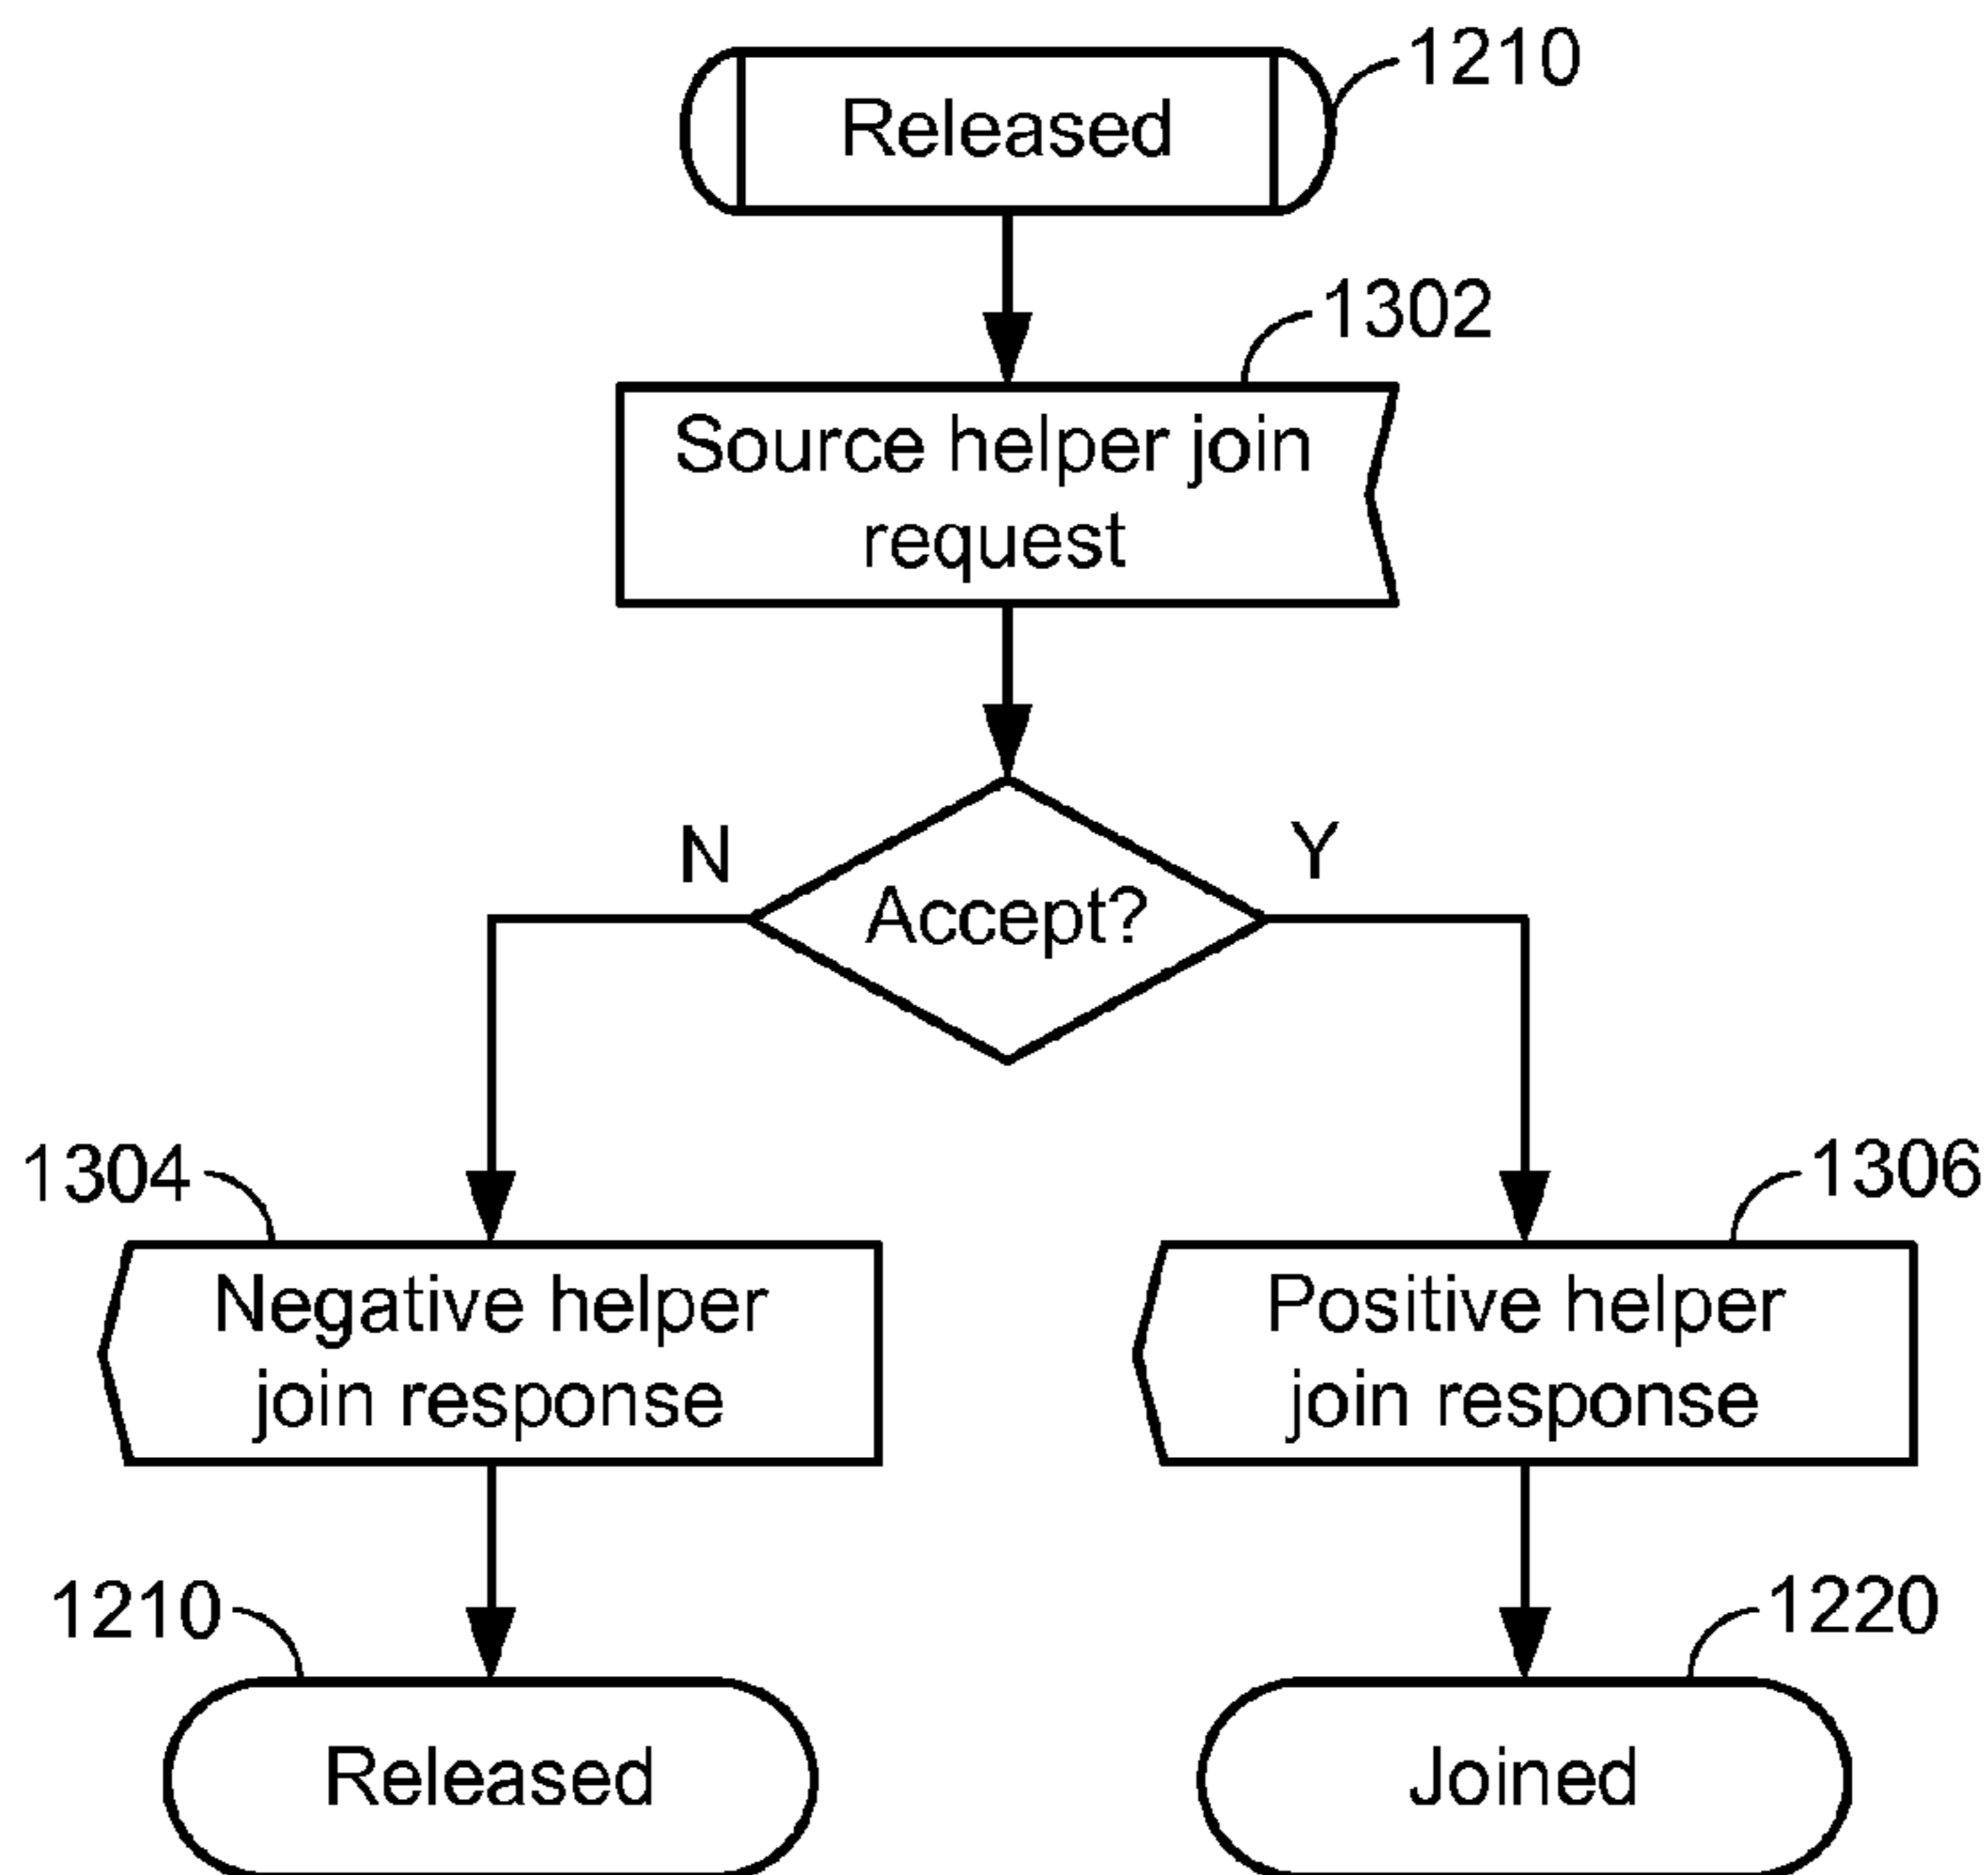 1210
Released
1302
Source helper join
request
N
Y
Accept?
1304
1306
Negative helper
join response
Positive helper
join response
1210
1220
Released
Joined